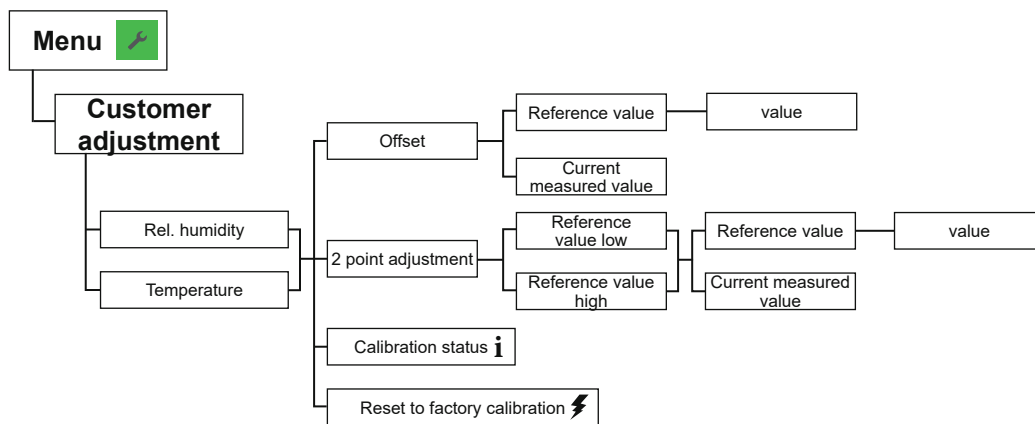 Menu
Customer
adjustment
Rel. humidity
Temperature
Offset
2 point adjustment
Calibration status i
Reset to factory calibration
Reference value
value
Current
measured value
Reference
value low
Reference value
high
Reference value
value
Current measured
value